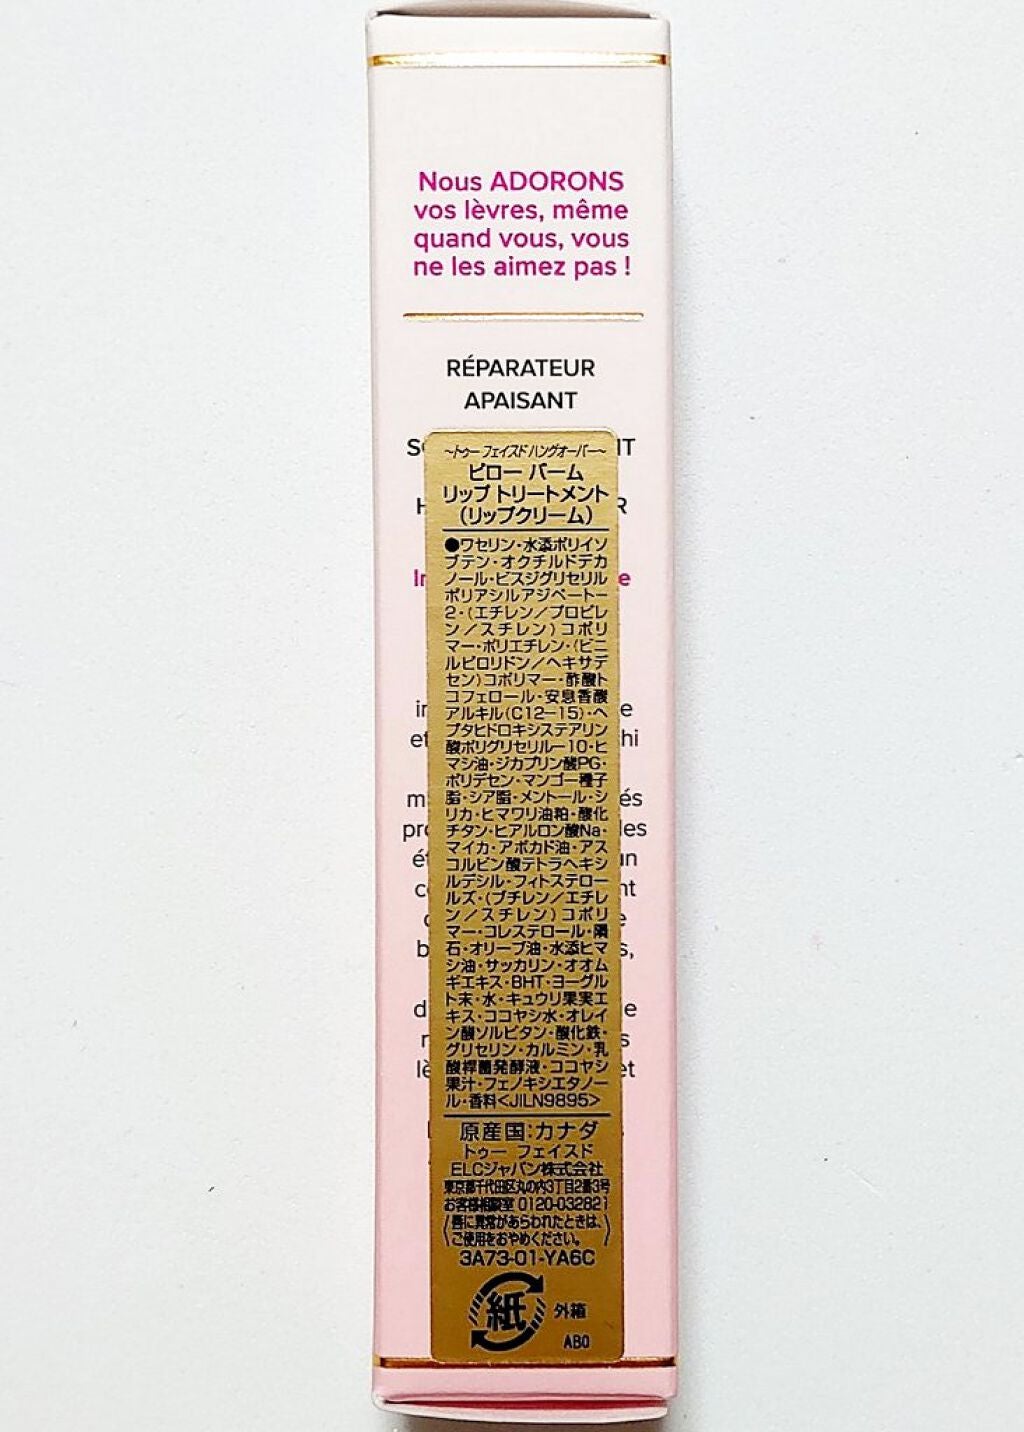 Nous ADORONS
vos lèvres, même
quand vous, vous
ne les aimez pas !
RÉPARATEUR
APAISANT
～トゥー フェイスド ハングオーバー～
ピロー バーム
リップ トリートメント
(リップクリーム)
●ワセリン・水添ポリイソ
ブテン・オクチルドデカ
ノール・ビスジグリセリル
ポリアシルアジペートー
2・(エチレン/プロピレ
ン/スチレン)コポリ
マー・ポリエチレン・(ビニ
ルピロリドン/ヘキサデ
セン)コポリマー・酢酸ト
コフェロール・安息香酸
アルキル(C12－15)・ヘ
プタヒドロキシステアリン
酸ポリグリセリルー10・ヒ
マシ油・ジカプリン酸PG・
ポリデセン・マンゴー種子
脂・シア脂・メントール・シ
リカ・ヒマワリ油粕・酸化
チタン・ヒアルロン酸Na・
マイカ・アボカド油・アス
コルビン酸テトラヘキシ
ルデシル・フィトステロー
ルズ・(ブチレン/エチレ
ン/スチレン)コポリ
マー・コレステロール・隣
石・オリーブ油・水添ヒマ
シ油・サッカリン・オオム
ギエキス・BHT・ヨーグル
ト末・水・キュウリ果実エ
キス・ココヤシ水・オレイ
ン酸ソルビタン・酸化鉄・
グリセリン・カルミン・乳
酸桿菌発酵液・ココヤシ
果汁・フェノキシエタノー
ル・香料<JILN9895>
原産国:カナダ
トゥー フェイスド
ELCジャパン株式会社
東京都千代田区丸の内3丁目2番3号
お客様相談室 0120-032821
(唇に異常があらわれたときは、
ご使用をおやめください。)
3A73-01-YA6C
紙 外箱
AB0